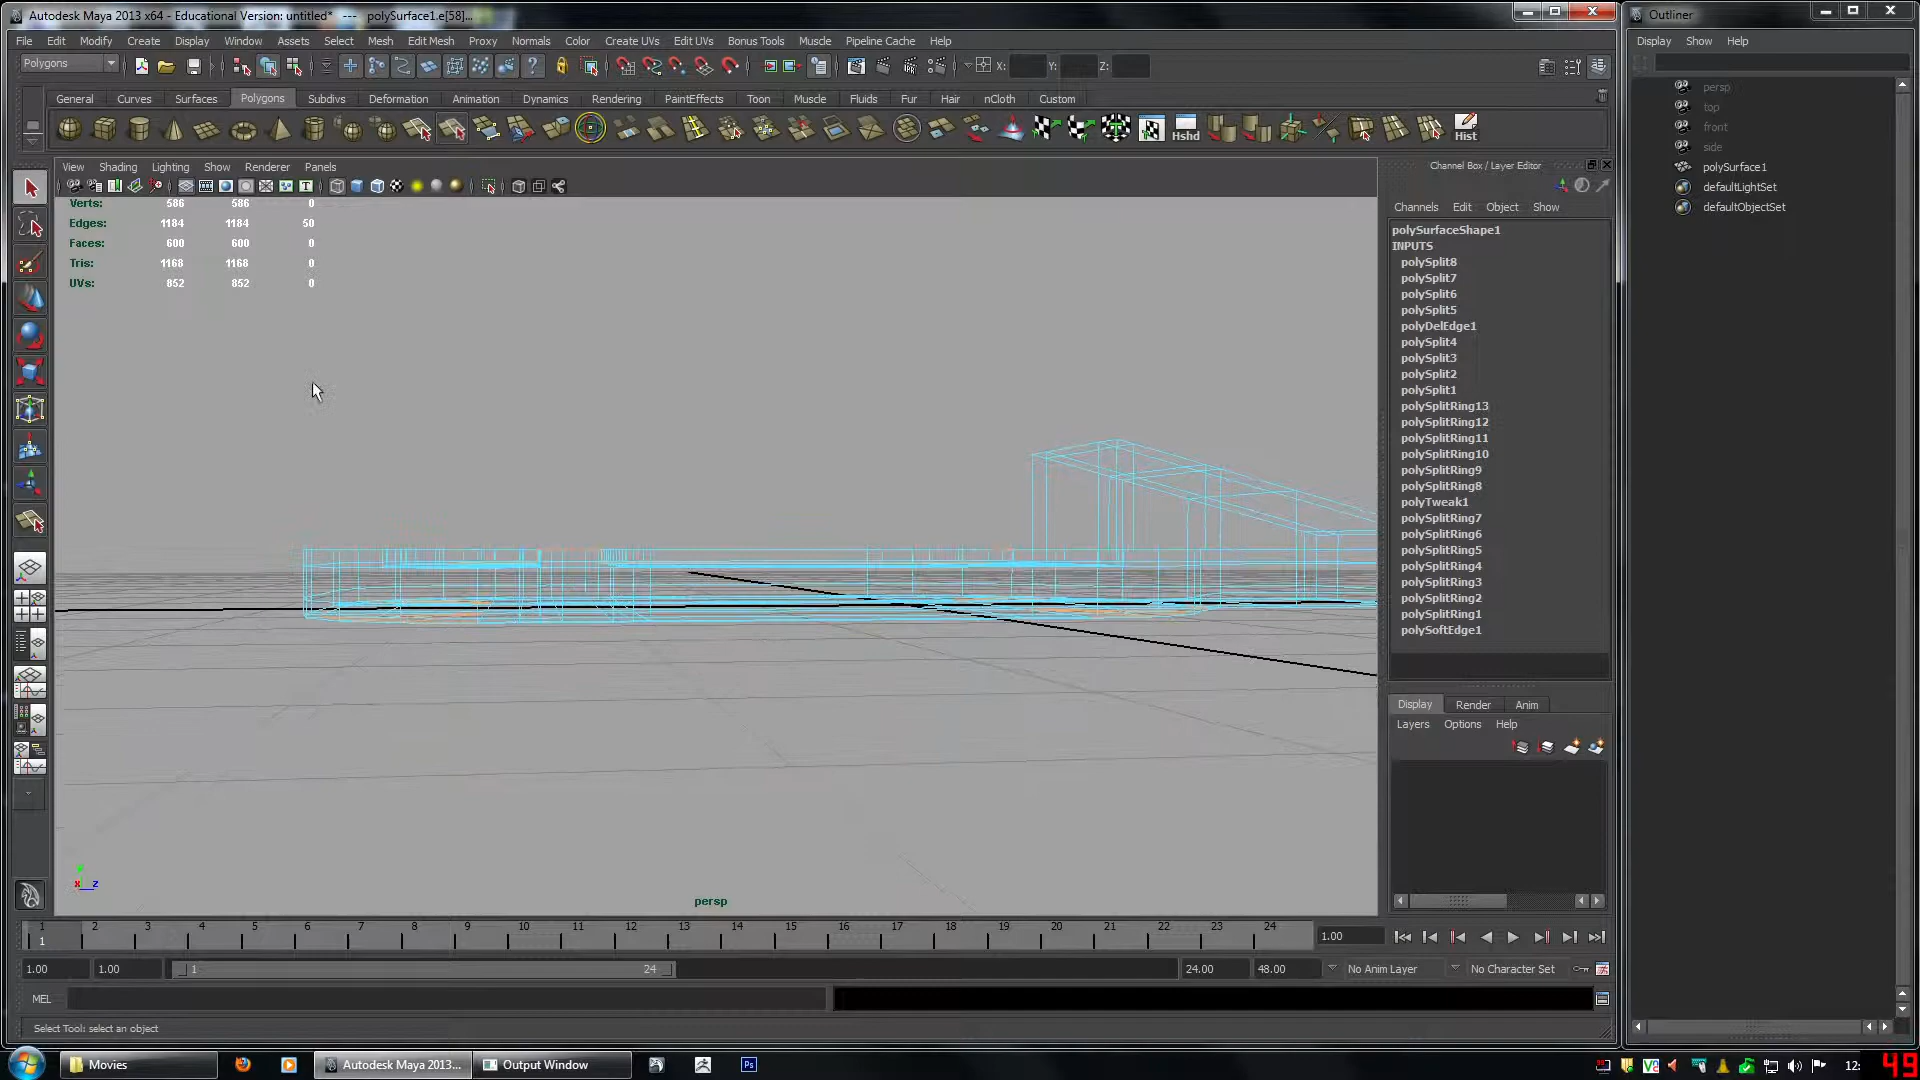 Autodesk Maya 2013 x64 - Educational Version: untitled*   ---   polySurface1.e[58]...
Outliner
File Edit Modify Create Display Window Assets Select Mesh Edit Mesh Proxy Normals Color Create UVs Edit UVs Bonus Tools Muscle Pipeline Cache Help
Display Show Help
Polygons
X: Y: Z:
General Curves Surfaces Polygons Subdivs Deformation Animation Dynamics Rendering PaintEffects Toon Muscle Fluids Fur Hair nCloth Custom
Hshd Hist
View Shading Lighting Show Renderer Panels
Channel Box / Layer Editor
persp
top
front
side
polySurface1
defaultLightSet
defaultObjectSet
Verts: 586 586 0
Edges: 1184 1184 50
Faces: 600 600 0
Tris: 1168 1168 0
UVs: 852 852 0
Channels Edit Object Show
polySurfaceShape1
INPUTS
polySplit8
polySplit7
polySplit6
polySplit5
polyDelEdge1
polySplit4
polySplit3
polySplit2
polySplit1
polySplitRing13
polySplitRing12
polySplitRing11
polySplitRing10
polySplitRing9
polySplitRing8
polyTweak1
polySplitRing7
polySplitRing6
polySplitRing5
polySplitRing4
polySplitRing3
polySplitRing2
polySplitRing1
polySoftEdge1
Display Render Anim
Layers Options Help
x z
persp
1 2 3 4 5 6 7 8 9 10 11 12 13 14 15 16 17 18 19 20 21 22 23 24
1
1.00
1.00 1.00 1 24 24.00 48.00 No Anim Layer No Character Set
MEL
Select Tool: select an object
Movies Autodesk Maya 2013... Output Window Ps
12:
49